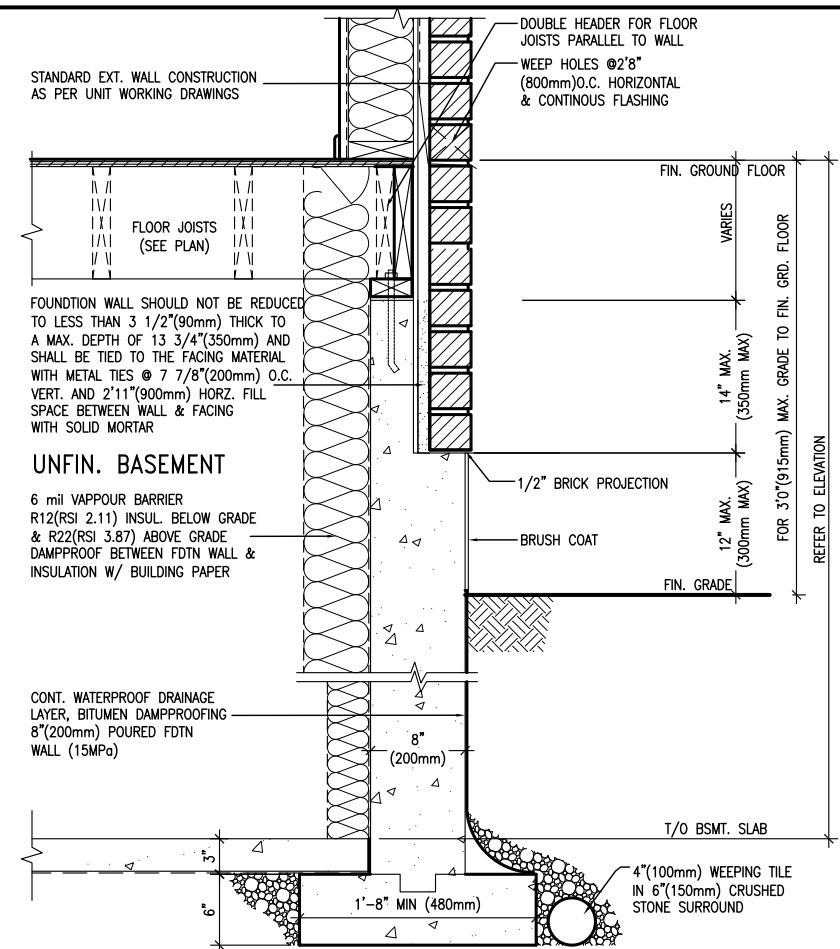 DOUBLE HEADER FOR FLOOR
JOISTS PARALLEL TO WALL
WEEP HOLES @2'8"
(800mm)O.C. HORIZONTAL
& CONTINOUS FLASHING
STANDARD EXT. WALL CONSTRUCTION
AS PER UNIT WORKING DRAWINGS
FIN. GROUND FLOOR
FLOOR JOISTS
(SEE PLAN)
VARIES
FOUNDTION WALL SHOULD NOT BE REDUCED
TO LESS THAN 3 1/2"(90mm) THICK TO
A MAX. DEPTH OF 13 3/4"(350mm) AND
SHALL BE TIED TO THE FACING MATERIAL
WITH METAL TIES @ 7 7/8"(200mm) O.C.
VERT. AND 2'11"(900mm) HORZ. FILL
SPACE BETWEEN WALL & FACING
WITH SOLID MORTAR
14" MAX.
(350mm MAX)
FOR 3'0"(915mm) MAX. GRADE TO FIN. GRD. FLOOR
REFER TO ELEVATION
UNFIN. BASEMENT
1/2" BRICK PROJECTION
6 mil VAPPOUR BARRIER
R12(RSI 2.11) INSUL. BELOW GRADE
& R22(RSI 3.87) ABOVE GRADE
DAMPPROOF BETWEEN FDTN WALL &
INSULATION W/ BUILDING PAPER
BRUSH COAT
12" MAX.
(300mm MAX)
FIN. GRADE
CONT. WATERPROOF DRAINAGE
LAYER, BITUMEN DAMPPROOFING
8"(200mm) POURED FDTN
WALL (15MPa)
8"
(200mm)
T/O BSMT. SLAB
3"
6"
1'-8" MIN (480mm)
4"(100mm) WEEPING TILE
IN 6"(150mm) CRUSHED
STONE SURROUND